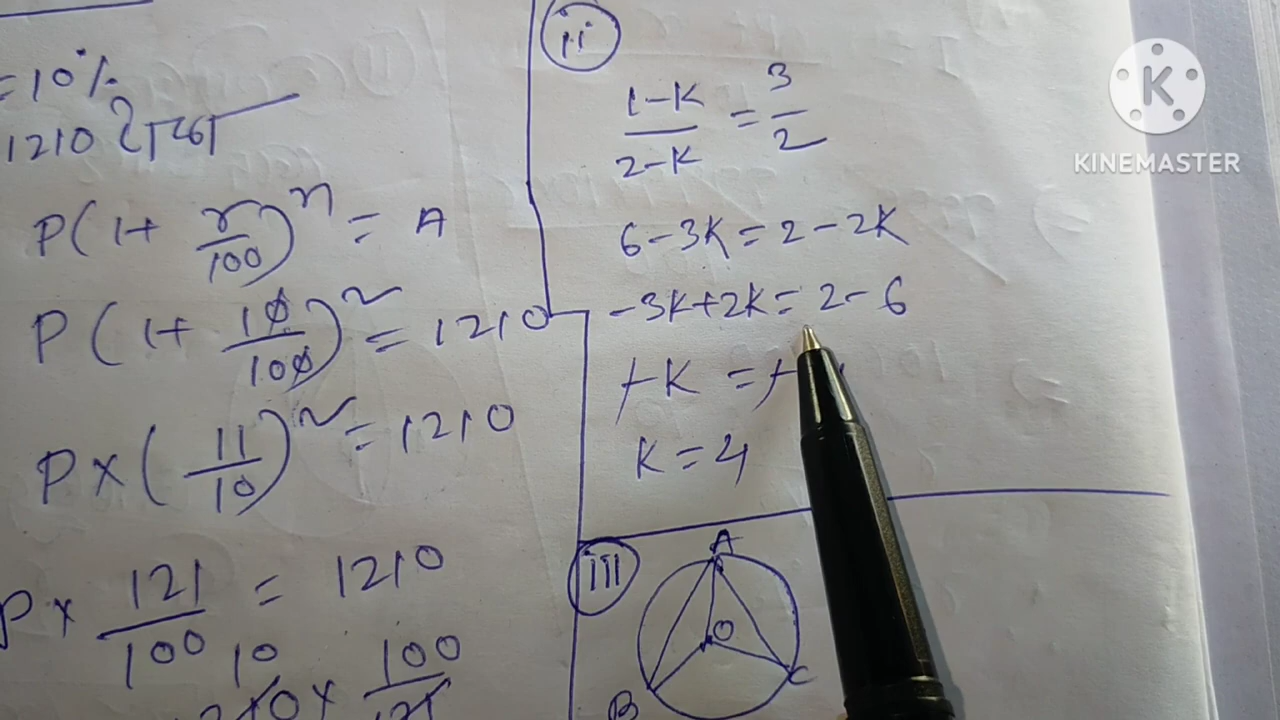 = 10%
1210 টাকা
P(1+ r/100)^n = A
P(1+ 10/100)^2 = 1210
P×(11/10)^2 = 1210
P× 121/100 = 1210
10
× 100/121
ii
1-K/2-K = 3/2
6-3K = 2-2K
-3K+2K = 2-6
-K = -
K = 4
iii
A
O
C
B
K
KINEMASTER